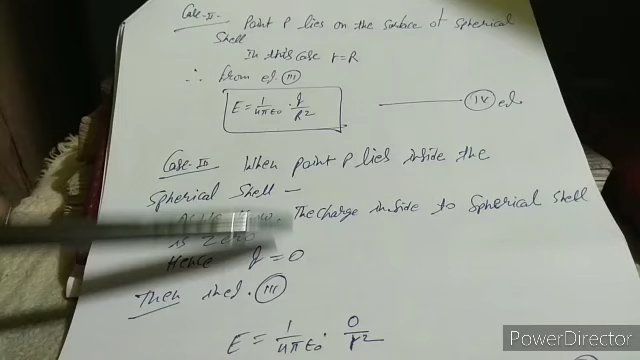 Case-II Point P lies on the surface of spherical
Shell
In this case r=R
∴ from eq. (III)
E = 1/4πε₀ · q/R² ——— (IV) eq.
Case-III When point P lies inside the
Spherical Shell –
The charge inside to Spherical shell
is Zero
Hence q = 0
Then in eq. (III)
E = 1/4πε₀ · 0/r²
PowerDirector